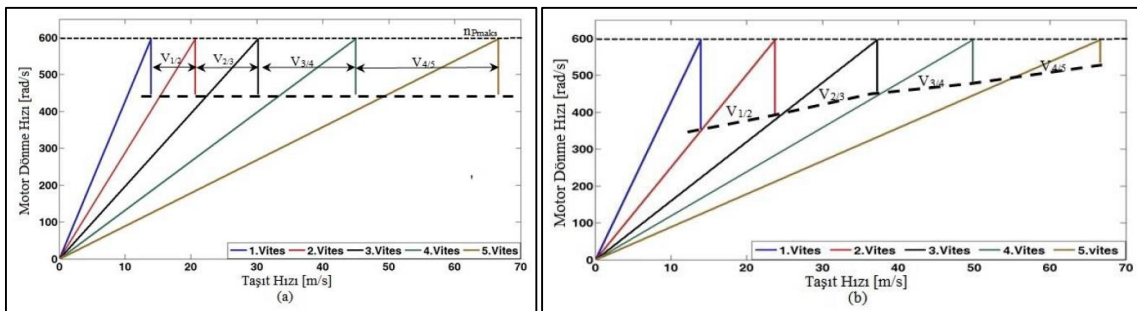 nPmaks
600
500
400
300
200
100
0
Motor Dönme Hızı [rad/s]
V1/2
V2/3
V3/4
V4/5
1.Vites
2.Vites
3.Vites
4.Vites
5.Vites
0 10 20 30 40 50 60 70
Taşıt Hızı [m/s]
(a)
600
500
400
300
200
100
0
Motor Dönme Hızı [rad/s]
V1/2
V2/3
V3/4
V4/5
1.Vites
2.Vites
3.Vites
4.Vites
5.vites
0 10 20 30 40 50 60 70
Taşıt Hızı [m/s]
(b)